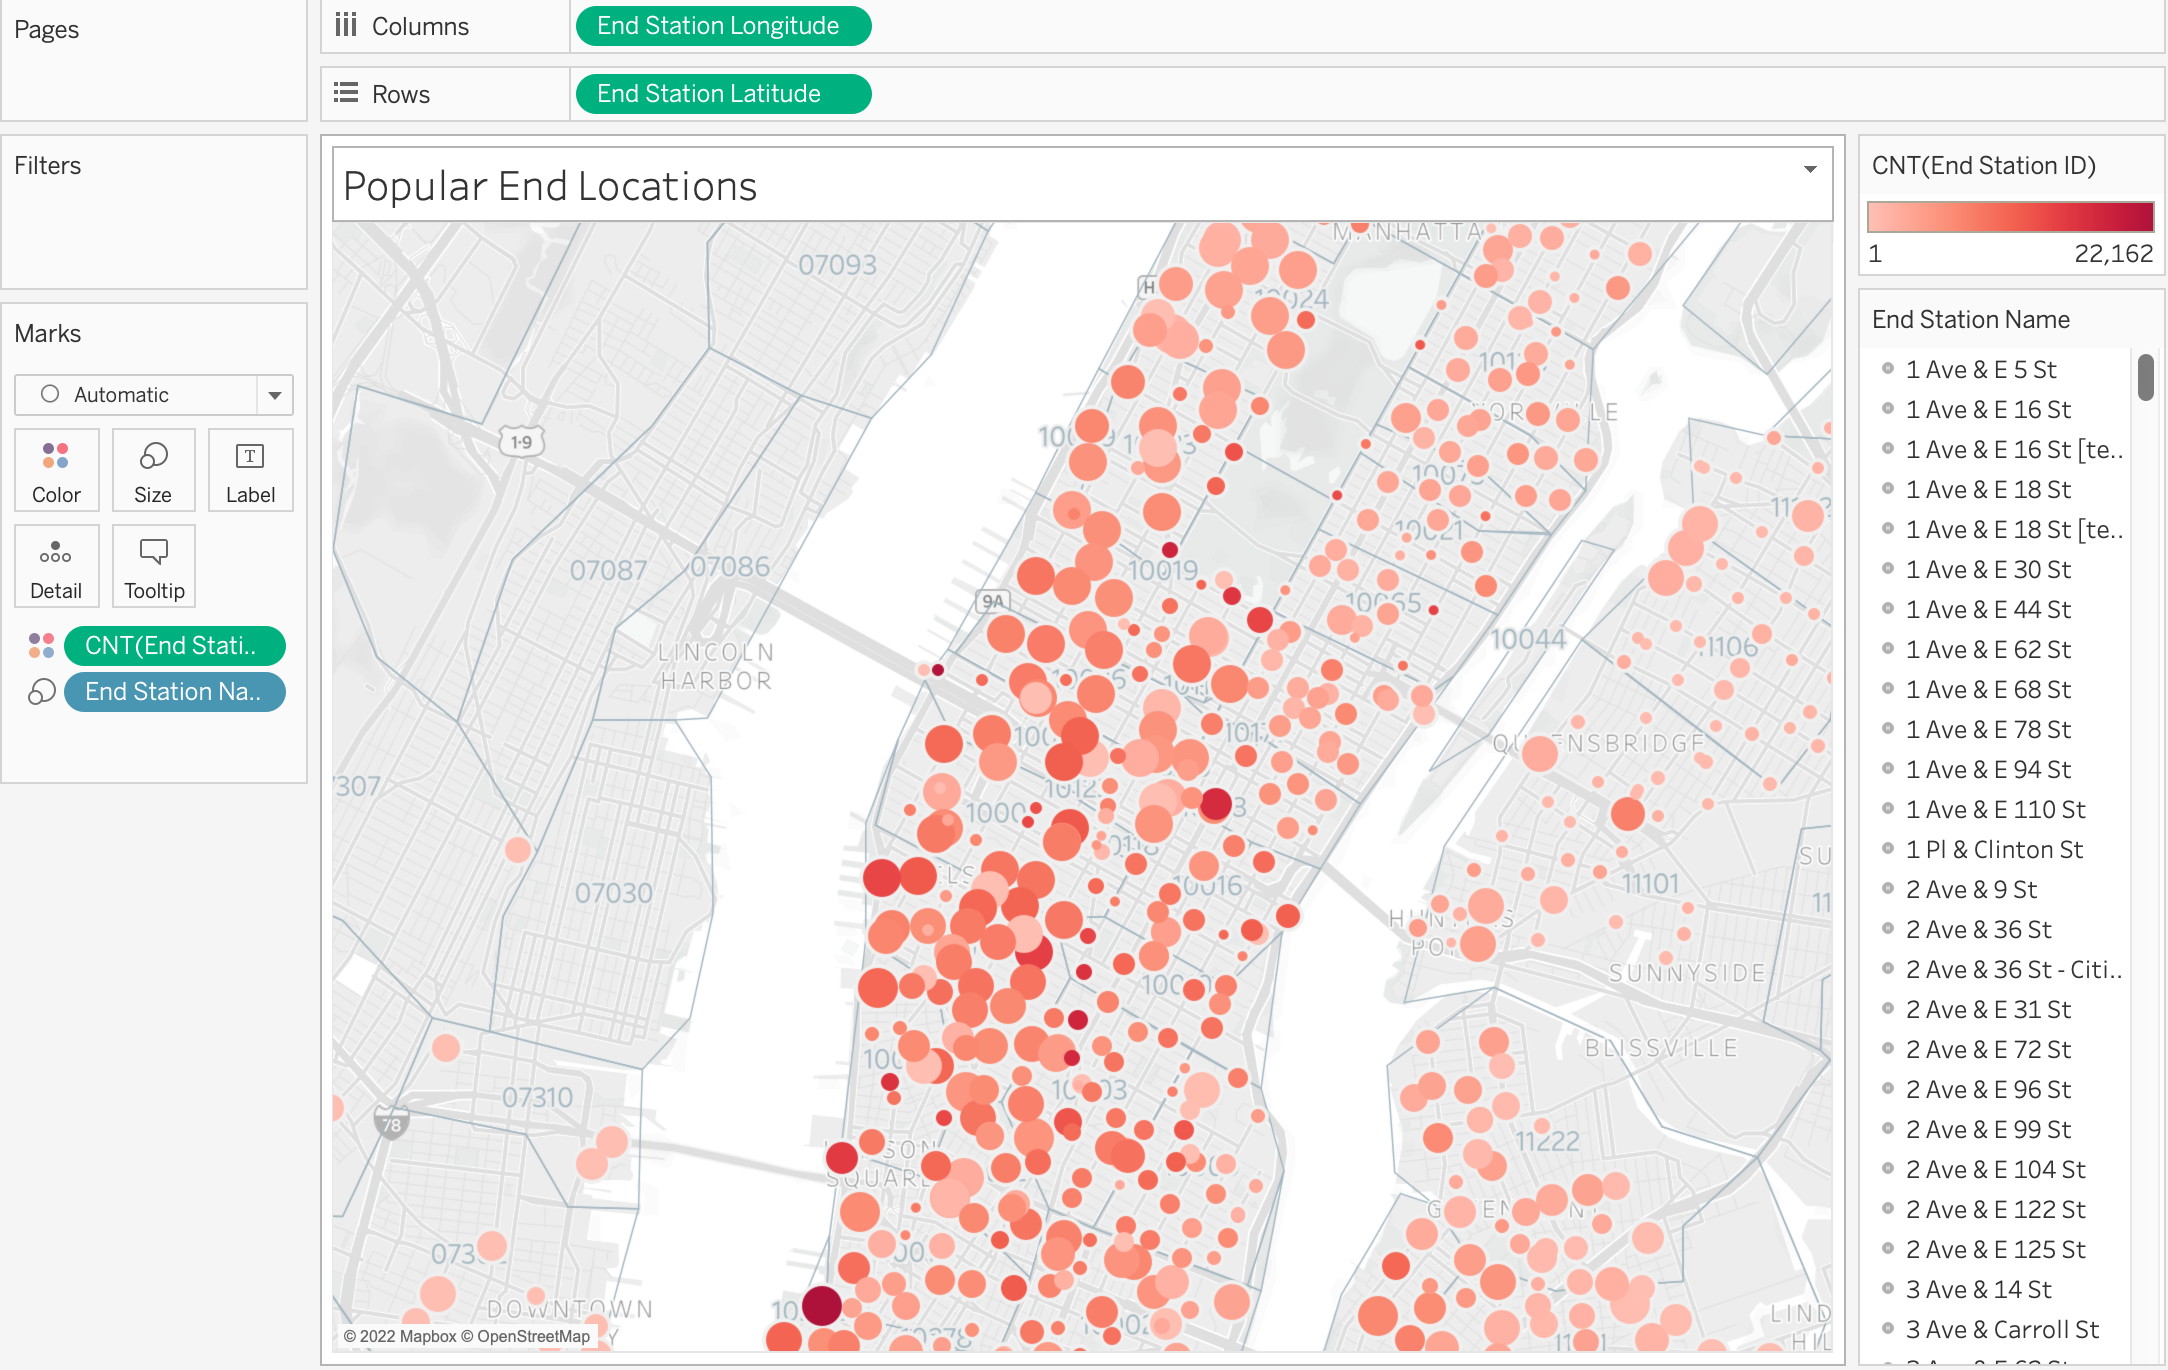 Pages
Columns
End Station Longitude
Rows
End Station Latitude
Filters
Marks
Automatic
Color
Size
Label
Detail
Tooltip
CNT(End Stati..
End Station Na..
Popular End Locations
MANHATTA
07093
H
10024
1-9
07087
07086
10019
10021
9A
10065
10044
11106
LINCOLN
HARBOR
QUEENSBRIDGE
07030
10016
11101
HUNTERS
SUNNYSIDE
BLISSVILLE
07310
78
11222
SQUARE
DOWNTOWN
LIND
HIL
© 2022 Mapbox © OpenStreetMap
CNT(End Station ID)
1
22,162
End Station Name
1 Ave & E 5 St
1 Ave & E 16 St
1 Ave & E 16 St [te..
1 Ave & E 18 St
1 Ave & E 18 St [te..
1 Ave & E 30 St
1 Ave & E 44 St
1 Ave & E 62 St
1 Ave & E 68 St
1 Ave & E 78 St
1 Ave & E 94 St
1 Ave & E 110 St
1 Pl & Clinton St
2 Ave & 9 St
2 Ave & 36 St
2 Ave & 36 St - Citi..
2 Ave & E 31 St
2 Ave & E 72 St
2 Ave & E 96 St
2 Ave & E 99 St
2 Ave & E 104 St
2 Ave & E 122 St
2 Ave & E 125 St
3 Ave & 14 St
3 Ave & Carroll St